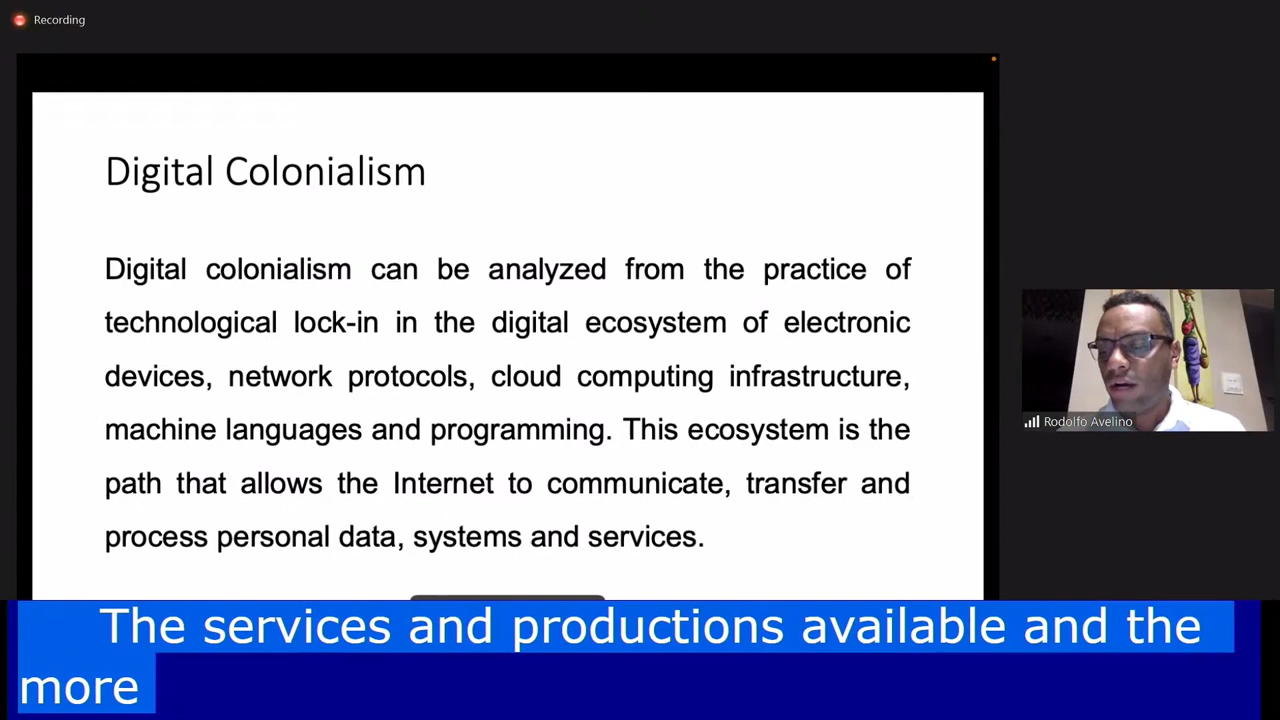 Recording
Digital Colonialism
Digital colonialism can be analyzed from the practice of
technological lock-in in the digital ecosystem of electronic
devices, network protocols, cloud computing infrastructure,
machine languages and programming. This ecosystem is the
path that allows the Internet to communicate, transfer and
process personal data, systems and services.
Rodolfo Avelino
The services and productions available and the
more